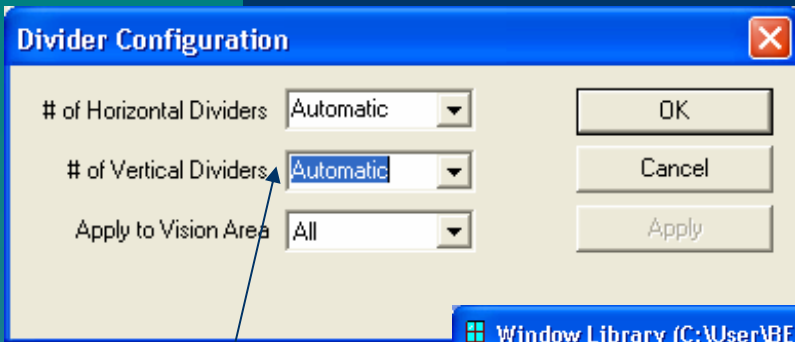 Divider Configuration
# of Horizontal Dividers Automatic OK
# of Vertical Dividers Automatic Cancel
Apply to Vision Area All Apply
Window Library (C:\User\BE